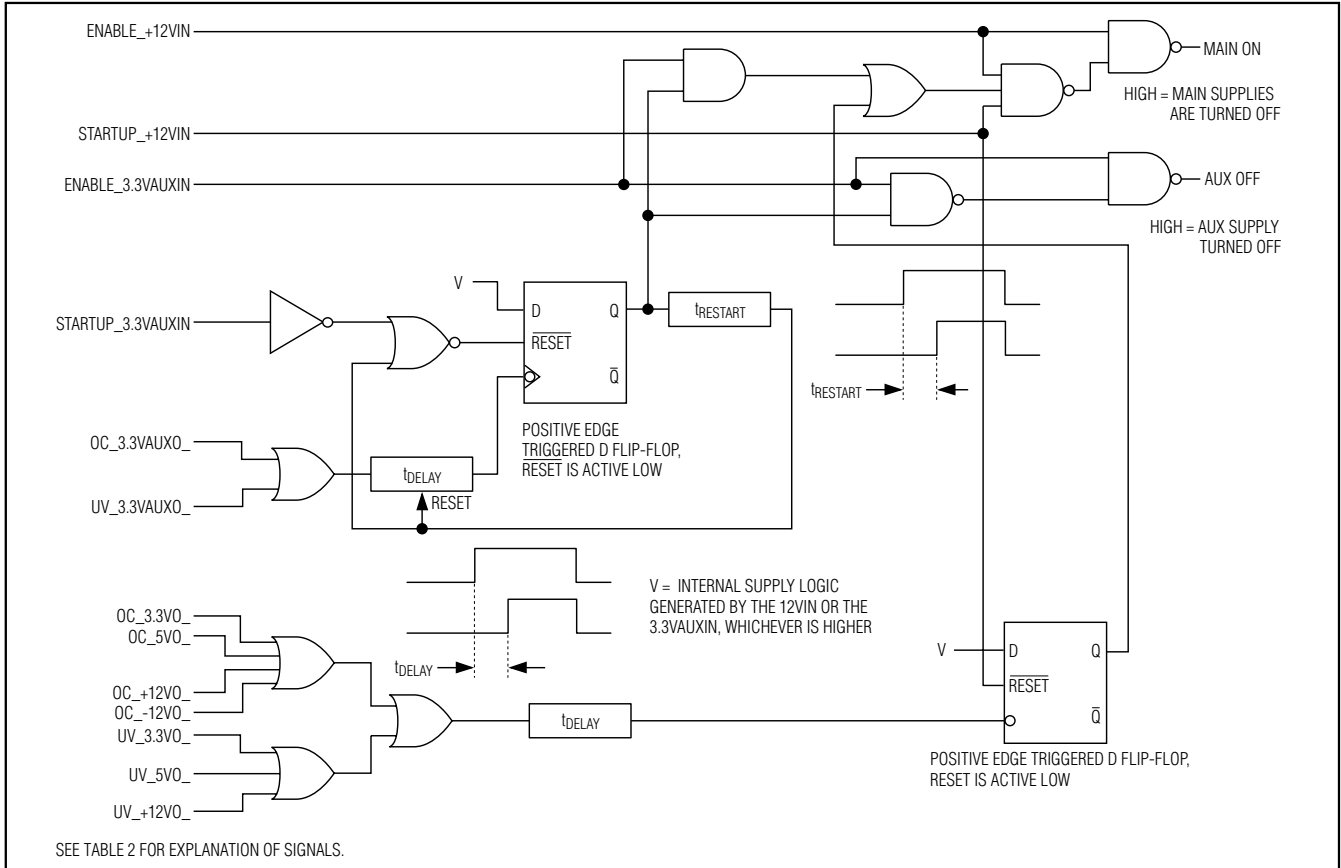 ENABLE_+12VIN
MAIN ON
HIGH = MAIN SUPPLIES
ARE TURNED OFF
STARTUP_+12VIN
ENABLE_3.3VAUXIN
AUX OFF
HIGH = AUX SUPPLY
TURNED OFF
V
D
Q
tRESTART
STARTUP_3.3VAUXIN
RESET
Q
tRESTART
POSITIVE EDGE
TRIGGERED D FLIP-FLOP,
RESET IS ACTIVE LOW
OC_3.3VAUXO_
tDELAY
RESET
UV_3.3VAUXO_
V = INTERNAL SUPPLY LOGIC
GENERATED BY THE 12VIN OR THE
3.3VAUXIN, WHICHEVER IS HIGHER
tDELAY
OC_3.3VO_
OC_5VO_
OC_+12VO_
OC_-12VO_
UV_3.3VO_
UV_5VO_
UV_+12VO_
tDELAY
V
D
Q
RESET
Q
POSITIVE EDGE TRIGGERED D FLIP-FLOP,
RESET IS ACTIVE LOW
SEE TABLE 2 FOR EXPLANATION OF SIGNALS.